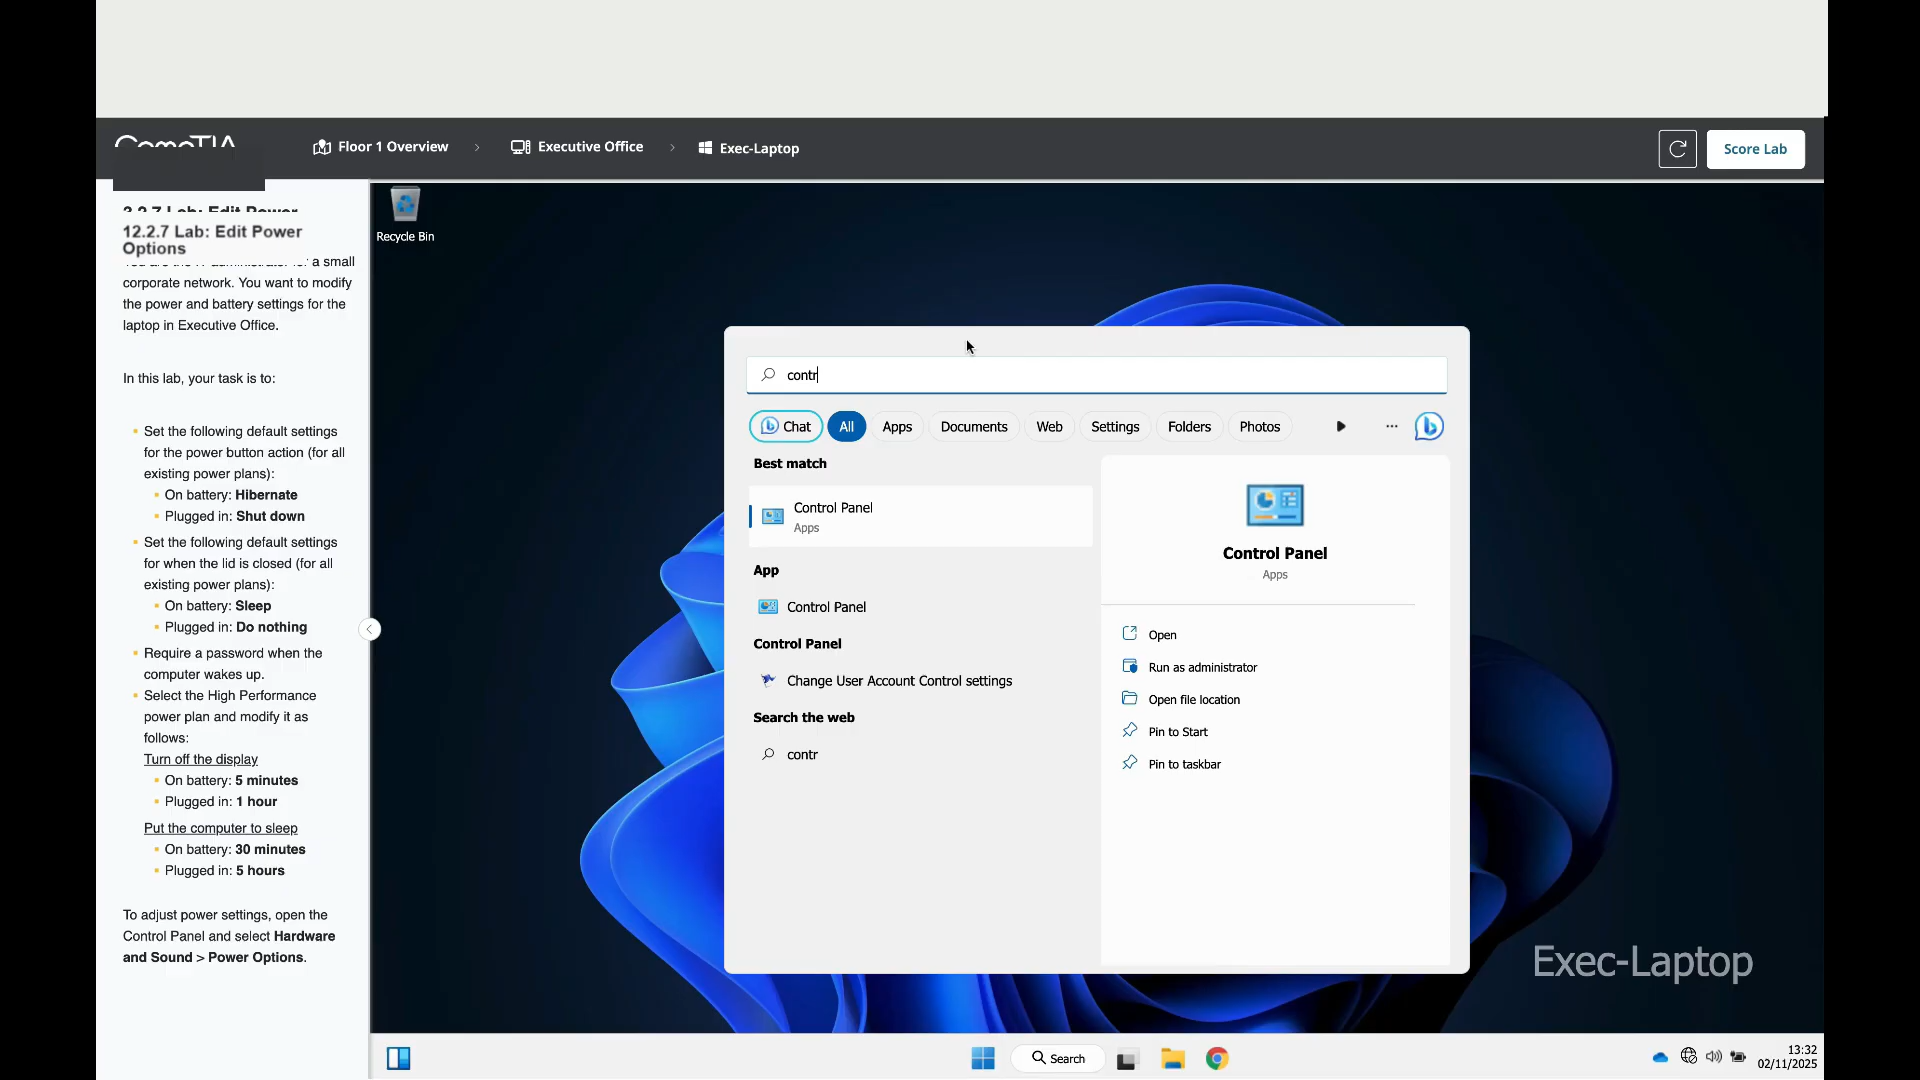 CompTIA
Floor 1 Overview
Executive Office
Exec-Laptop
Score Lab
12.2.7 Lab: Edit Power
Options
a small
corporate network. You want to modify
the power and battery settings for the
laptop in Executive Office.
In this lab, your task is to:
Set the following default settings
for the power button action (for all
existing power plans):
On battery: Hibernate
Plugged in: Shut down
Set the following default settings
for when the lid is closed (for all
existing power plans):
On battery: Sleep
Plugged in: Do nothing
Require a password when the
computer wakes up.
Select the High Performance
power plan and modify it as
follows:
Turn off the display
On battery: 5 minutes
Plugged in: 1 hour
Put the computer to sleep
On battery: 30 minutes
Plugged in: 5 hours
To adjust power settings, open the
Control Panel and select Hardware
and Sound > Power Options.
Recycle Bin
contr
Chat
All
Apps
Documents
Web
Settings
Folders
Photos
Best match
Control Panel
Apps
App
Control Panel
Control Panel
Change User Account Control settings
Search the web
contr
Control Panel
Apps
Open
Run as administrator
Open file location
Pin to Start
Pin to taskbar
Exec-Laptop
Search
13:32
02/11/2025